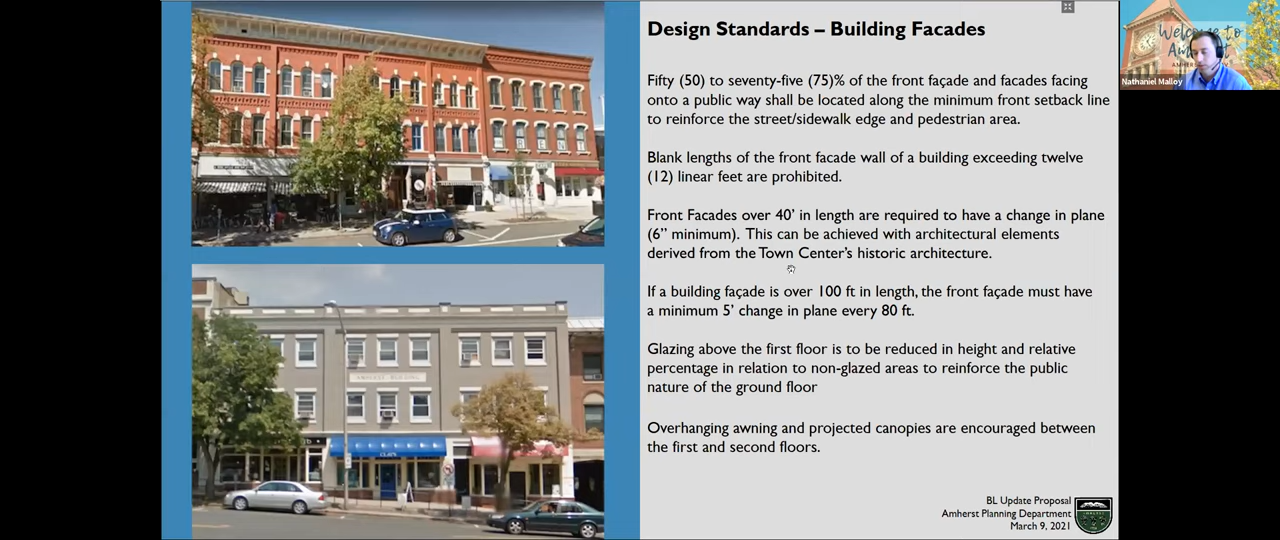 Design Standards – Building Facades
Fifty (50) to seventy-five (75)% of the front façade and facades facing
onto a public way shall be located along the minimum front setback line
to reinforce the street/sidewalk edge and pedestrian area.
Blank lengths of the front facade wall of a building exceeding twelve
(12) linear feet are prohibited.
Front Facades over 40’ in length are required to have a change in plane
(6” minimum). This can be achieved with architectural elements
derived from the Town Center’s historic architecture.
If a building façade is over 100 ft in length, the front façade must have
a minimum 5’ change in plane every 80 ft.
Glazing above the first floor is to be reduced in height and relative
percentage in relation to non-glazed areas to reinforce the public
nature of the ground floor
Overhanging awning and projected canopies are encouraged between
the first and second floors.
BL Update Proposal
Amherst Planning Department
March 9, 2021
Welcome to
Nathaniel Malloy